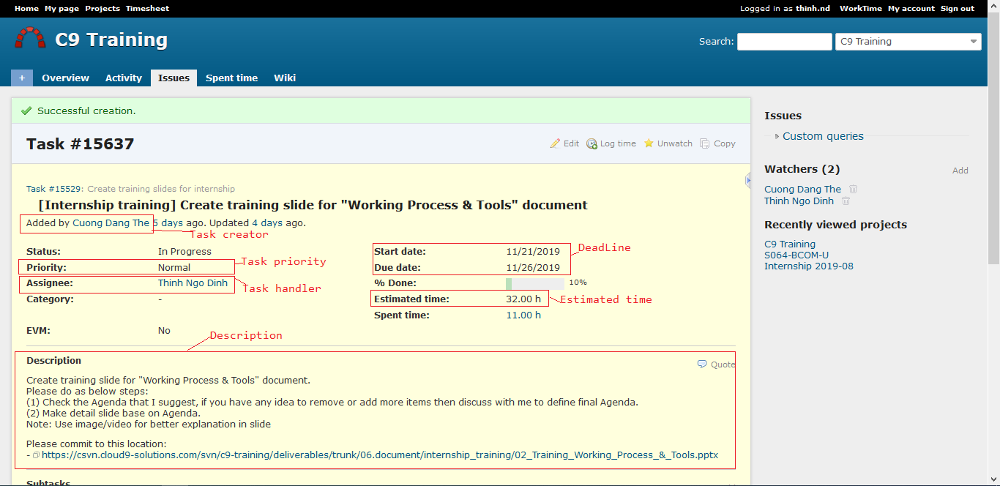 Home My page Projects Timesheet Logged in as thinh.nd WorkTime My account Sign out
C9 Training Search: C9 Training
+ Overview Activity Issues Spent time Wiki
Successful creation.
Task #15637 Edit Log time Unwatch Copy
Task #15529: Create training slides for internship
[Internship training] Create training slide for "Working Process & Tools" document
Added by Cuong Dang The 5 days ago. Updated 4 days ago.
Task creator
Status: In Progress Start date: 11/21/2019 DeadLine
Priority: Normal Task priority Due date: 11/26/2019
Assignee: Thinh Ngo Dinh Task handler % Done: 10%
Category: - Estimated time: 32.00 h Estimated time
Spent time: 11.00 h
EVM: No
Description
Description Quote
Create training slide for "Working Process & Tools" document.
Please do as below steps:
(1) Check the Agenda that I suggest, if you have any idea to remove or add more items then discuss with me to define final Agenda.
(2) Make detail slide base on Agenda.
Note: Use image/video for better explanation in slide
Please commit to this location:
- https://csvn.cloud9-solutions.com/svn/c9-training/deliverables/trunk/06.document/internship_training/02_Training_Working_Process_&_Tools.pptx
Subtasks
Issues
Custom queries
Watchers (2) Add
Cuong Dang The
Thinh Ngo Dinh
Recently viewed projects
C9 Training
S064-BCOM-U
Internship 2019-08